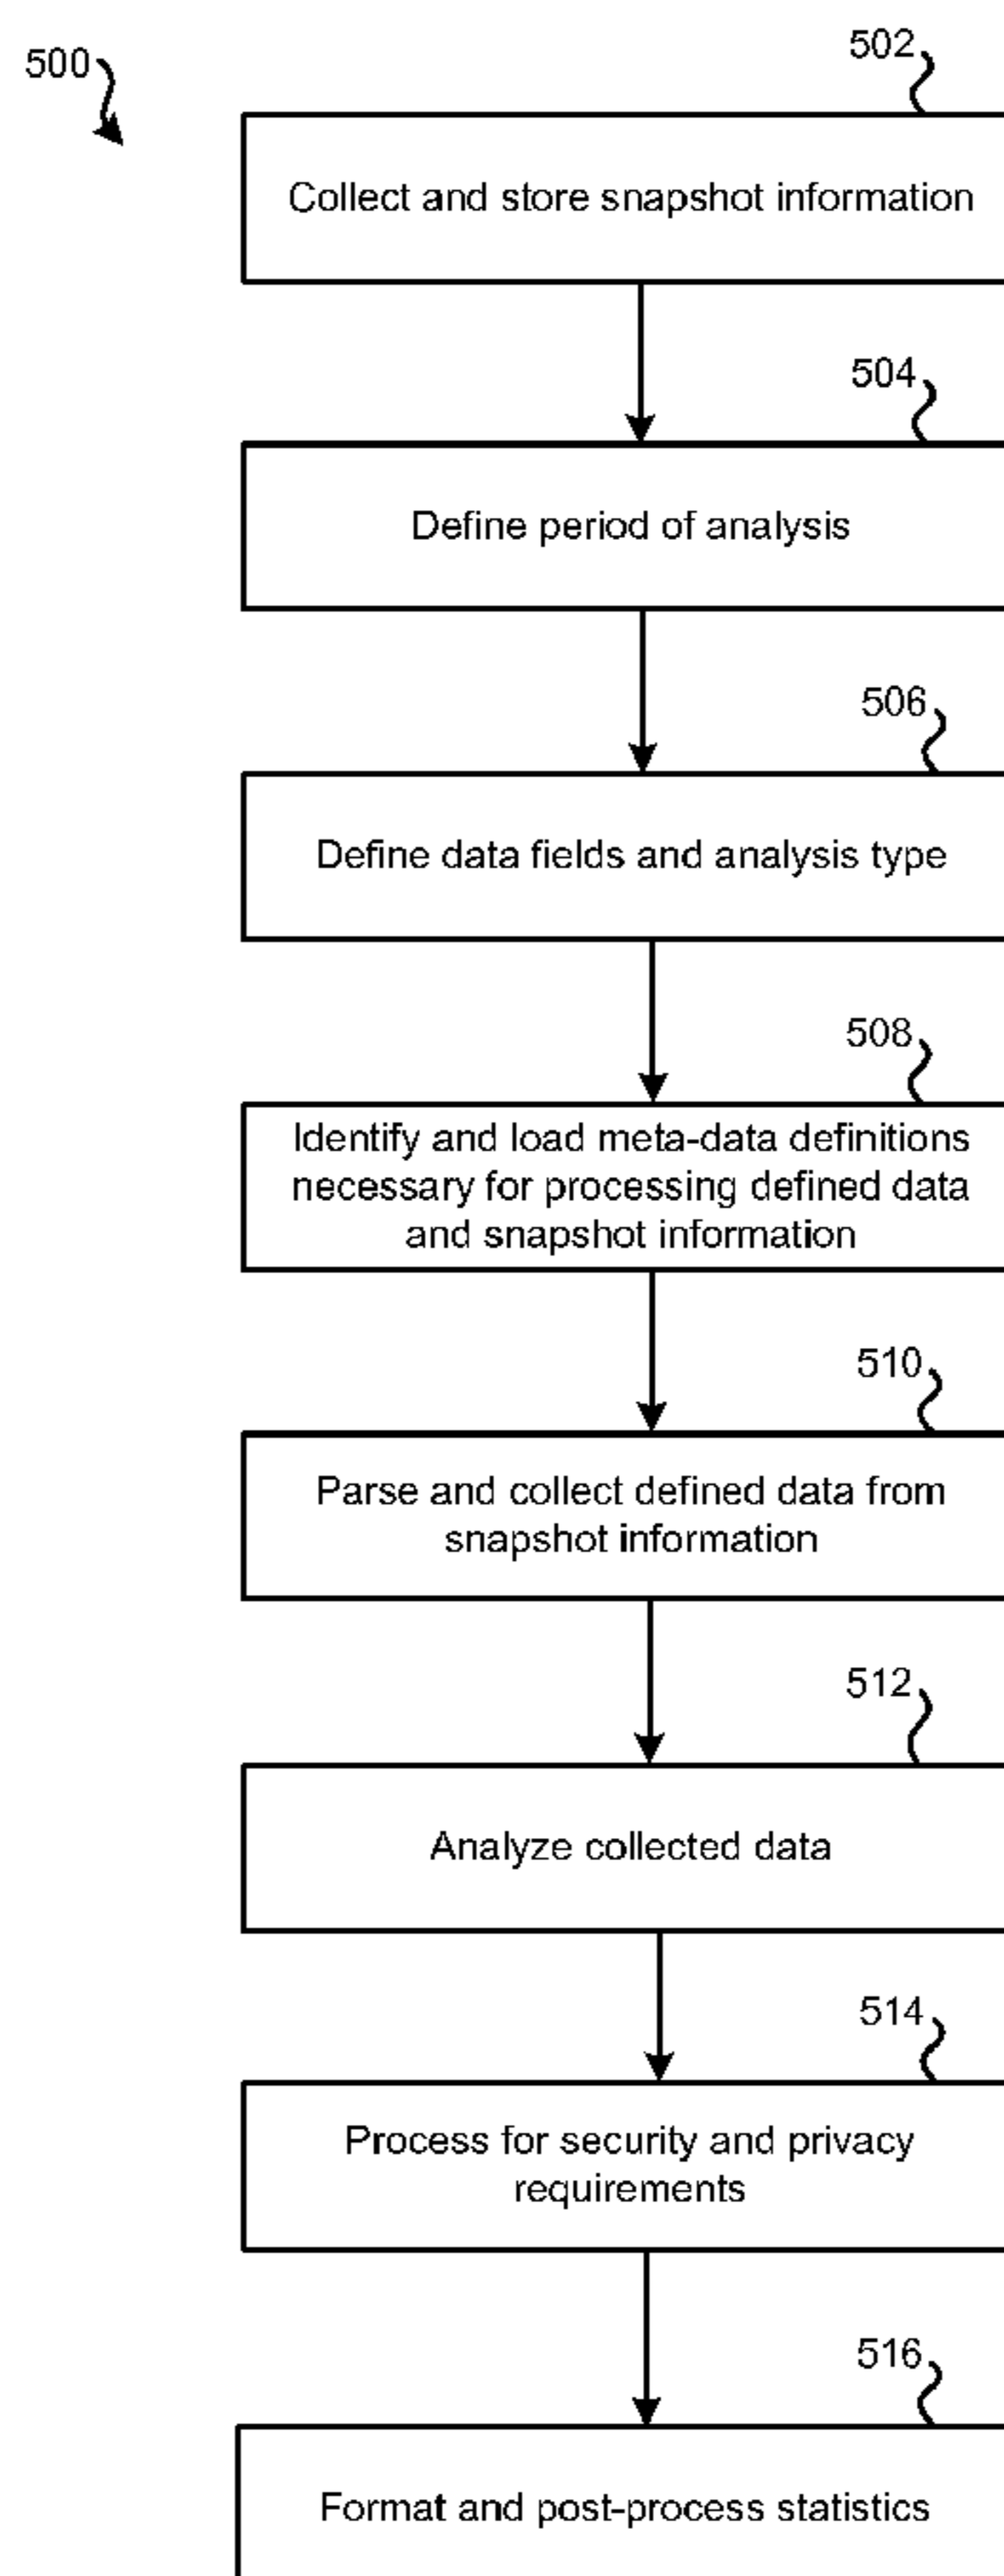 500
502
Collect and store snapshot information
504
Define period of analysis
506
Define data fields and analysis type
508
Identify and load meta-data definitions
necessary for processing defined data
and snapshot information
510
Parse and collect defined data from
snapshot information
512
Analyze collected data
514
Process for security and privacy
requirements
516
Format and post-process statistics